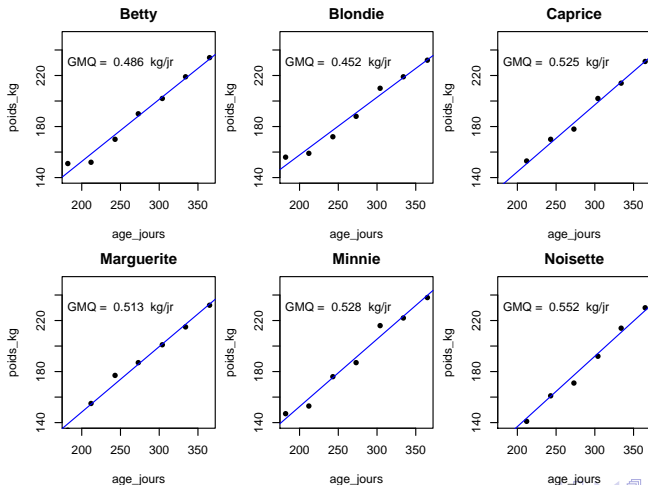 Betty
GMQ = 0.486 kg/jr
poids_kg
140 180 220
200 250 300 350
age_jours
Blondie
GMQ = 0.452 kg/jr
poids_kg
140 180 220
200 250 300 350
age_jours
Caprice
GMQ = 0.525 kg/jr
poids_kg
140 180 220
200 250 300 350
age_jours
Marguerite
GMQ = 0.513 kg/jr
poids_kg
140 180 220
200 250 300 350
age_jours
Minnie
GMQ = 0.528 kg/jr
poids_kg
140 180 220
200 250 300 350
age_jours
Noisette
GMQ = 0.552 kg/jr
poids_kg
140 180 220
200 250 300 350
age_jours